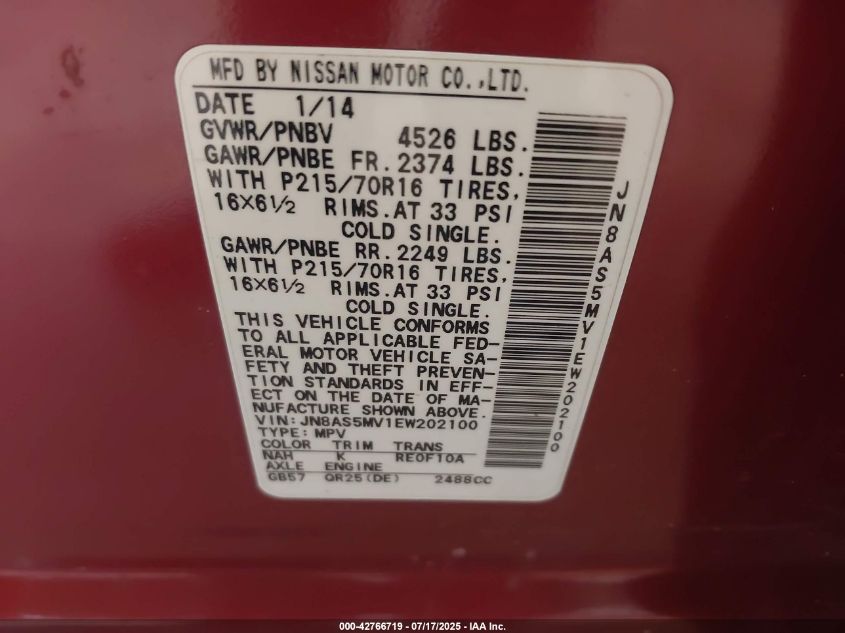 MFD BY NISSAN MOTOR CO.,LTD.
DATE 1/14
GVWR/PNBV 4526 LBS.
GAWR/PNBE FR. 2374 LBS.
WITH P215/70R16 TIRES,
16X6½ RIMS. AT 33 PSI
COLD SINGLE.
GAWR/PNBE RR. 2249 LBS.
WITH P215/70R16 TIRES,
16X6½ RIMS. AT 33 PSI
COLD SINGLE.
THIS VEHICLE CONFORMS
TO ALL APPLICABLE FED-
ERAL MOTOR VEHICLE SA-
FETY AND THEFT PREVEN-
TION STANDARDS IN EFF-
ECT ON THE DATE OF MA-
NUFACTURE SHOWN ABOVE.
VIN: JN8AS5MV1EW202100
TYPE: MPV
COLOR TRIM TRANS
NAH K RE0F10A
AXLE ENGINE
GB57 QR25(DE) 2488CC
JN8AS5MV1EW202100
000-42766719 - 07/17/2025 - IAA Inc.